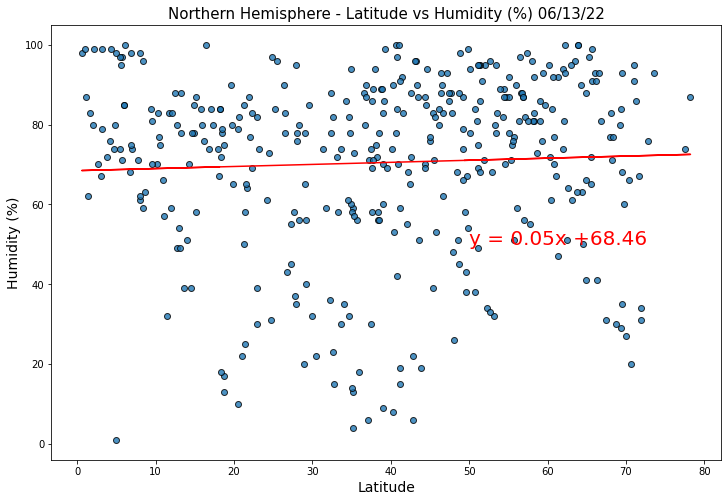 Northern Hemisphere - Latitude vs Humidity (%) 06/13/22
100
80
60
40
20
0
Humidity (%)
y = 0.05x +68.46
0 10 20 30 40 50 60 70 80
Latitude